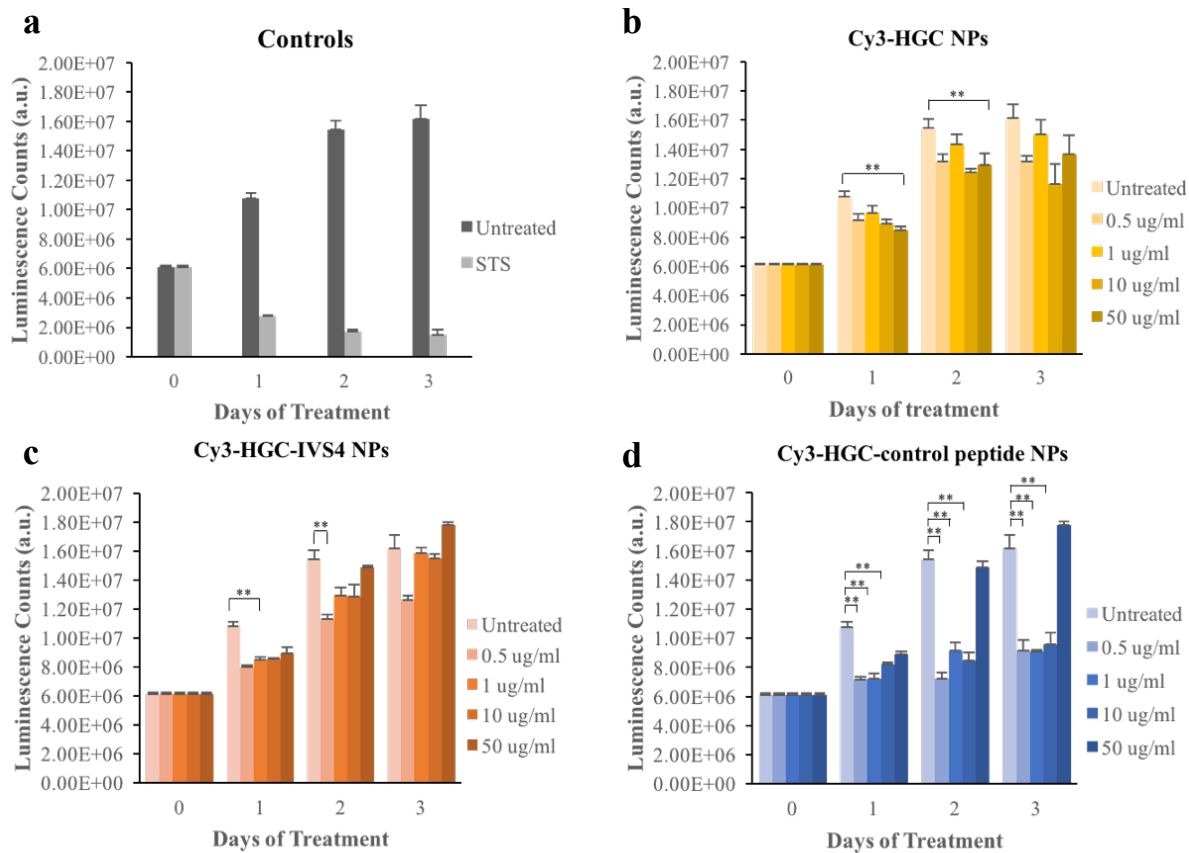 a
Controls
Luminescence Counts (a.u.)
2.00E+07
1.80E+07
1.60E+07
1.40E+07
1.20E+07
1.00E+07
8.00E+06
6.00E+06
4.00E+06
2.00E+06
0.00E+00
0 1 2 3
Days of Treatment
Untreated
STS
b
Cy3-HGC NPs
Luminescence Counts (a.u.)
2.00E+07
1.80E+07
1.60E+07
1.40E+07
1.20E+07
1.00E+07
8.00E+06
6.00E+06
4.00E+06
2.00E+06
0.00E+00
**
**
0 1 2 3
Days of treatment
Untreated
0.5 ug/ml
1 ug/ml
10 ug/ml
50 ug/ml
c
Cy3-HGC-IVS4 NPs
Luminescence Counts (a.u.)
2.00E+07
1.80E+07
1.60E+07
1.40E+07
1.20E+07
1.00E+07
8.00E+06
6.00E+06
4.00E+06
2.00E+06
0.00E+00
**
**
0 1 2 3
Days of Treatment
Untreated
0.5 ug/ml
1 ug/ml
10 ug/ml
50 ug/ml
d
Cy3-HGC-control peptide NPs
Luminescence Counts (a.u.)
2.00E+07
1.80E+07
1.60E+07
1.40E+07
1.20E+07
1.00E+07
8.00E+06
6.00E+06
4.00E+06
2.00E+06
0.00E+00
**
**
**
**
**
**
**
**
**
0 1 2 3
Days of Treatment
Untreated
0.5 ug/ml
1 ug/ml
10 ug/ml
50 ug/ml